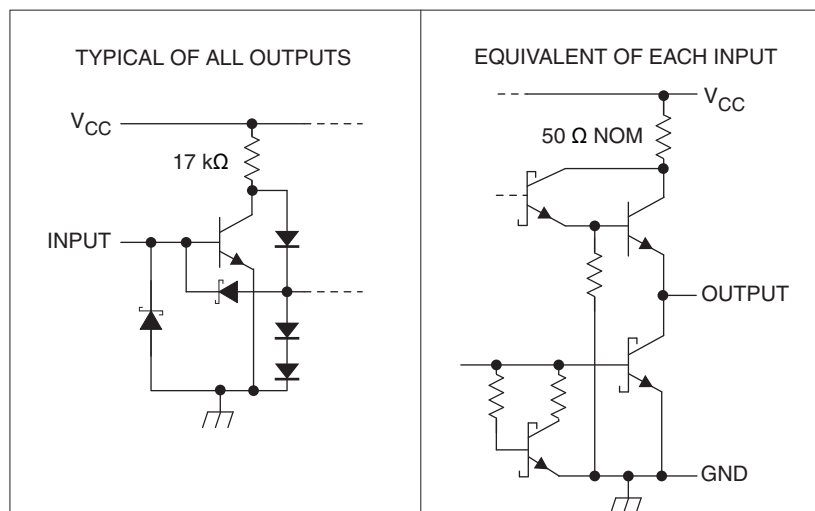 TYPICAL OF ALL OUTPUTS
VCC
17 kΩ
INPUT
EQUIVALENT OF EACH INPUT
VCC
50 Ω NOM
OUTPUT
GND